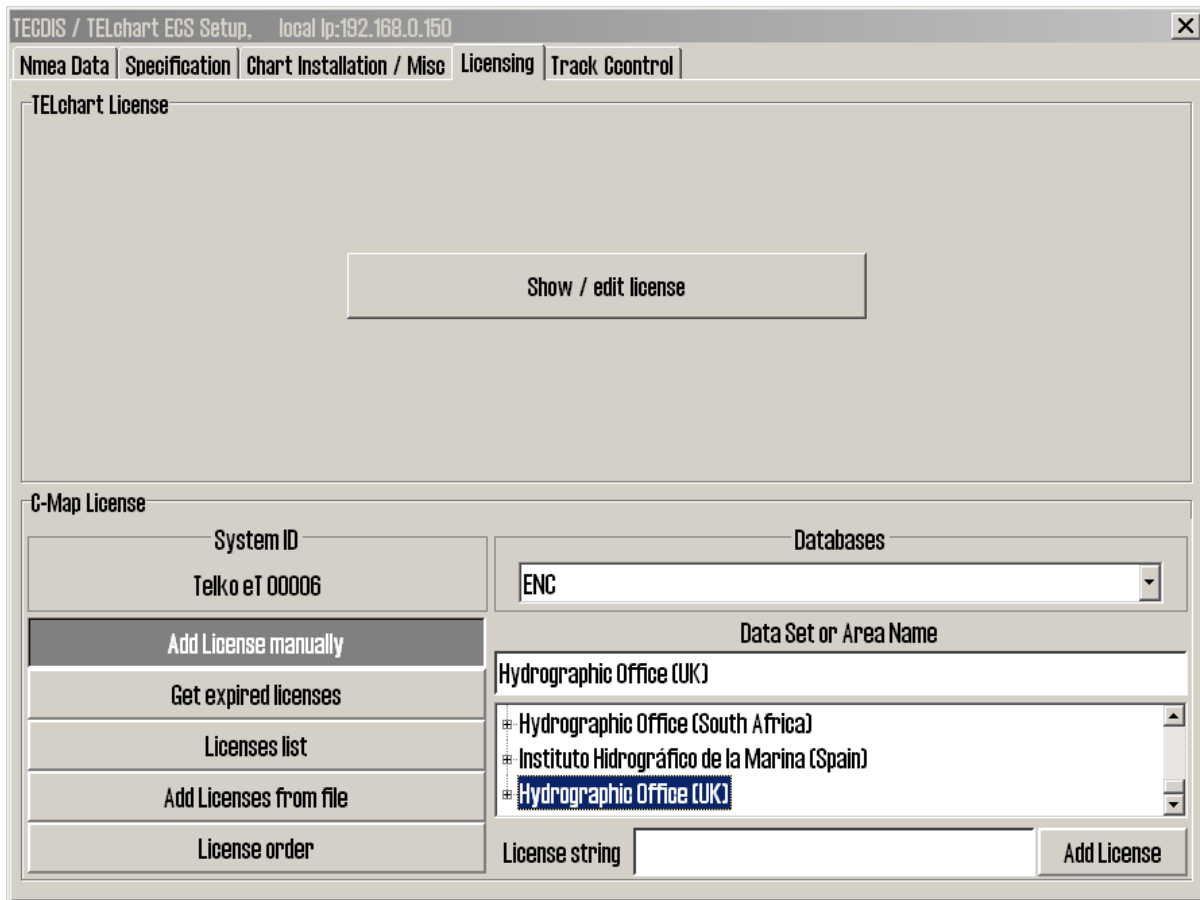 TECDIS / TELchart ECS Setup,    local Ip:192.168.0.150
Nmea Data Specification Chart Installation / Misc Licensing Track Ccontrol
TELchart License
Show / edit license
C-Map License
System ID
Telko eT 00006
Add License manually
Get expired licenses
Licenses list
Add Licenses from file
License order
Databases
ENC
Data Set or Area Name
Hydrographic Office (UK)
Hydrographic Office (South Africa)
Instituto Hidrográfico de la Marina (Spain)
Hydrographic Office (UK)
License string
Add License